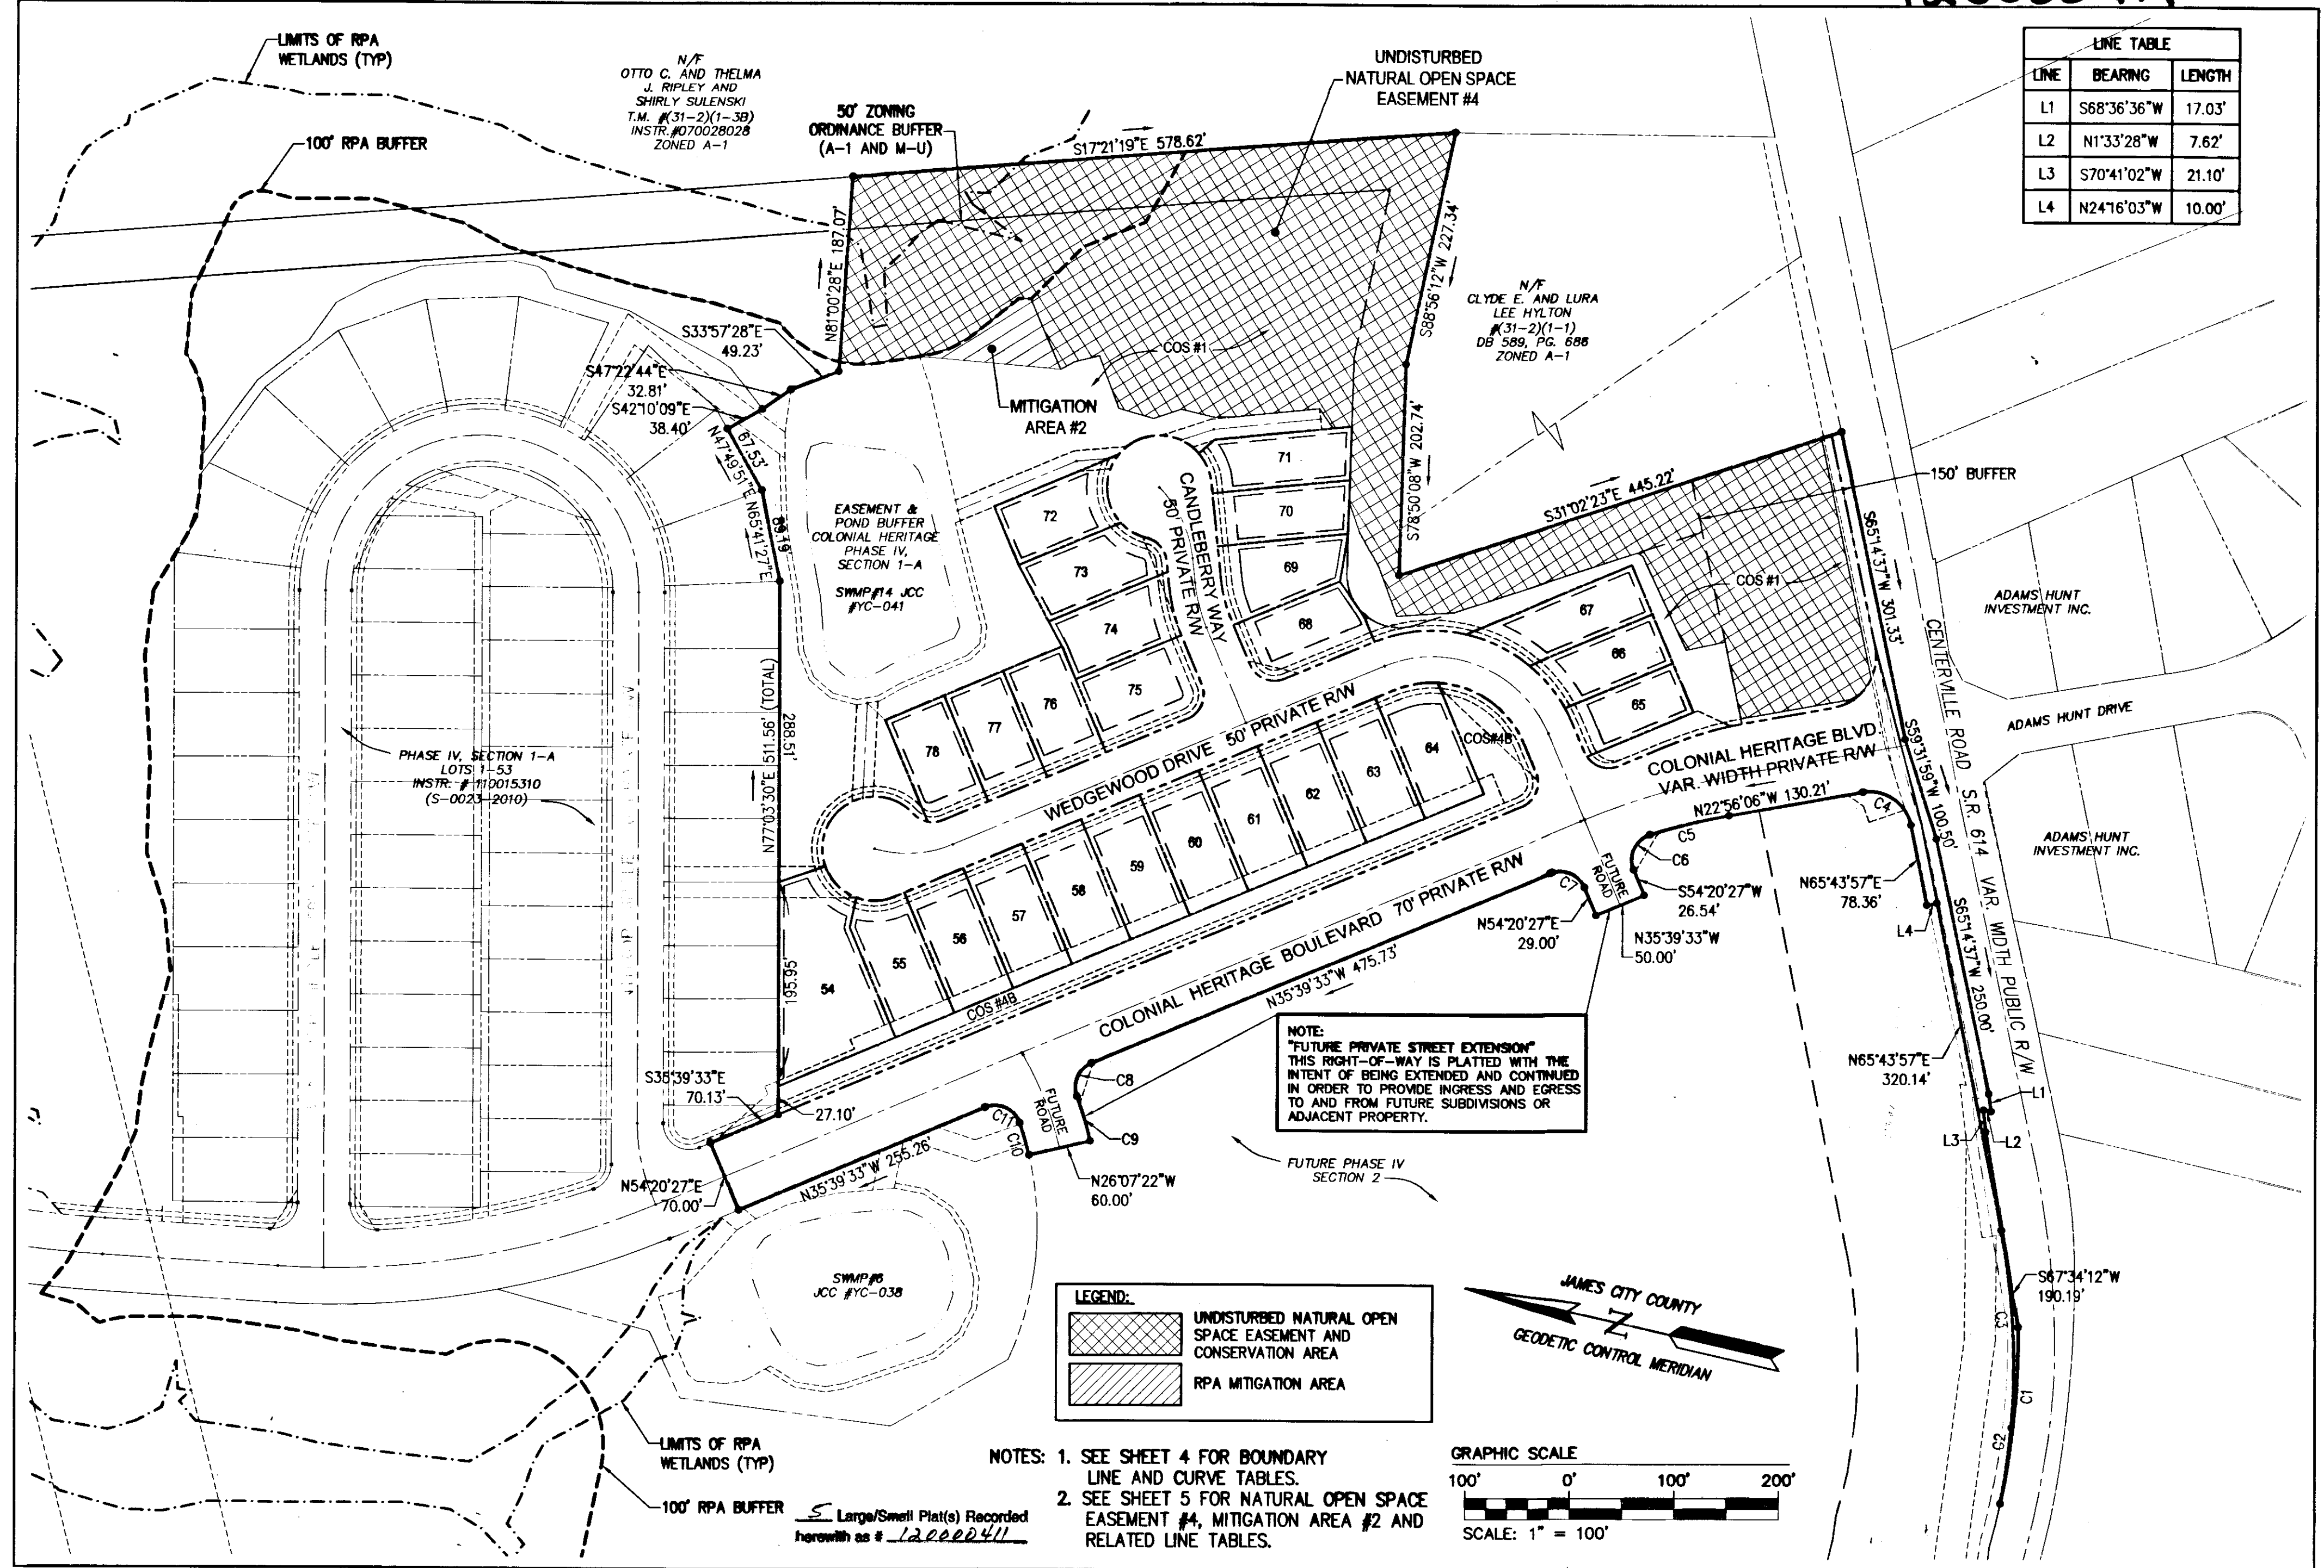 LINE TABLE
LINE BEARING LENGTH
L1 S68°36'36"W 17.03'
L2 N1°33'28"W 7.62'
L3 S70°41'02"W 21.10'
L4 N24°16'03"W 10.00'
LIMITS OF RPA
WETLANDS (TYP)
100' RPA BUFFER
N/F
OTTO C. AND THELMA
J. RIPLEY AND
SHIRLY SULENSKI
T.M. #(31-2)(1-3B)
INSTR.#070028028
ZONED A-1
50' ZONING
ORDINANCE BUFFER
(A-1 AND M-U)
UNDISTURBED
NATURAL OPEN SPACE
EASEMENT #4
S17°21'19"E 578.62'
N81°00'28"E 187.07'
S88°56'12"W 227.34'
N/F
CLYDE E. AND LURA
LEE HYLTON
#(31-2)(1-1)
DB 589, PG. 686
ZONED A-1
S33°57'28"E
49.23'
S47°22'44"E
32.81'
S42°10'09"E
38.40'
N47°49'51"E
67.53'
N65°41'27"E
89.19'
COS #1
MITIGATION
AREA #2
S78°50'08"W 202.74'
S31°02'23"E 445.22'
150' BUFFER
COS #1
S65°14'37"W 301.33'
EASEMENT &
POND BUFFER
COLONIAL HERITAGE
PHASE IV,
SECTION 1-A
SWMP#14 JCC
#YC-041
CANDLEBERRY WAY
50' PRIVATE R/W
71
72
70
73
69
74
68
67
66
75
65
76
77
78
64
COS#4B
63
62
61
60
59
58
57
56
55
54
ADAMS HUNT
INVESTMENT INC.
ADAMS HUNT DRIVE
ADAMS HUNT
INVESTMENT INC.
CENTERVILLE ROAD S.R. 614 VAR. WIDTH PUBLIC R/W
WEDGEWOOD DRIVE 50' PRIVATE R/W
COLONIAL HERITAGE BLVD.
VAR. WIDTH PRIVATE R/W
N22°56'06"W 130.21'
S59°31'59"W 100.50'
C4
C5
C6
C7
FUTURE
ROAD
S54°20'27"W
26.54'
N65°43'57"E
78.36'
L4
N54°20'27"E
29.00'
N35°39'33"W
50.00'
S65°14'37"W 250.00'
PHASE IV, SECTION 1-A
LOTS 1-53
INSTR. # 110015310
(S-0023-2010)
N77°03'30"E 511.56' (TOTAL)
288.51'
195.95'
COS #4B
COLONIAL HERITAGE BOULEVARD 70' PRIVATE R/W
N35°39'33"W 475.73'
NOTE:
"FUTURE PRIVATE STREET EXTENSION"
THIS RIGHT-OF-WAY IS PLATTED WITH THE
INTENT OF BEING EXTENDED AND CONTINUED
IN ORDER TO PROVIDE INGRESS AND EGRESS
TO AND FROM FUTURE SUBDIVISIONS OR
ADJACENT PROPERTY.
N65°43'57"E
320.14'
L1
L3
L2
S35°39'33"E
70.13'
27.10'
C8
FUTURE
ROAD
C11
C10
C9
N54°20'27"E
70.00'
N35°39'33"W 255.26'
N26°07'22"W
60.00'
FUTURE PHASE IV
SECTION 2
SWMP#6
JCC #YC-038
S67°34'12"W
190.19'
C3
C1
C2
LEGEND:
UNDISTURBED NATURAL OPEN
SPACE EASEMENT AND
CONSERVATION AREA
RPA MITIGATION AREA
JAMES CITY COUNTY
N
GEODETIC CONTROL MERIDIAN
LIMITS OF RPA
WETLANDS (TYP)
100' RPA BUFFER
5 Large/Small Plat(s) Recorded
herewith as # 120000411
NOTES: 1. SEE SHEET 4 FOR BOUNDARY
LINE AND CURVE TABLES.
2. SEE SHEET 5 FOR NATURAL OPEN SPACE
EASEMENT #4, MITIGATION AREA #2 AND
RELATED LINE TABLES.
GRAPHIC SCALE
100' 0' 100' 200'
SCALE: 1" = 100'